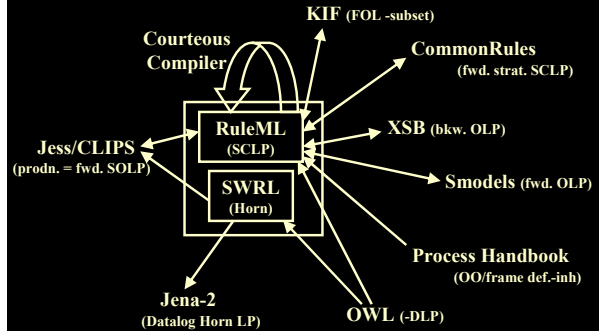 KIF (FOL -subset)
Courteous
Compiler
CommonRules
(fwd. strat. SCLP)
RuleML
(SCLP)
XSB (bkw. OLP)
Jess/CLIPS
(prodn. = fwd. SOLP)
Smodels (fwd. OLP)
SWRL
(Horn)
Process Handbook
(OO/frame def.-inh)
Jena-2
(Datalog Horn LP)
OWL (-DLP)